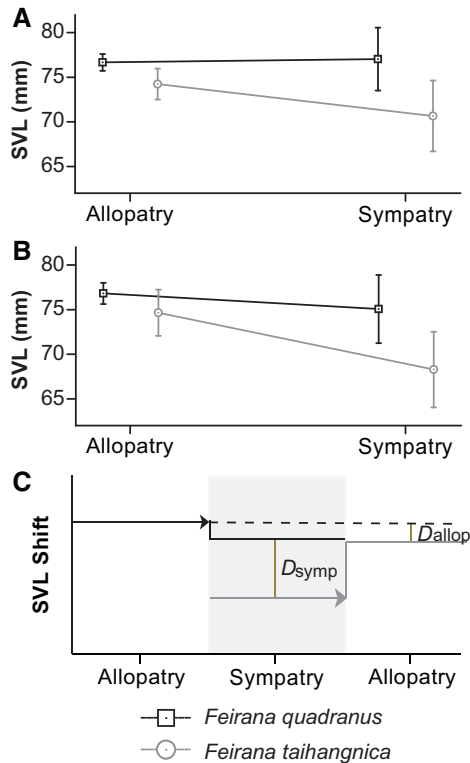 A
SVL (mm)
80
75
70
65
Allopatry Sympatry
B
SVL (mm)
80
75
70
65
Allopatry Sympatry
C
SVL Shift
Dallop
Dsymp
Allopatry Sympatry Allopatry
Feirana quadranus
Feirana taihangnica